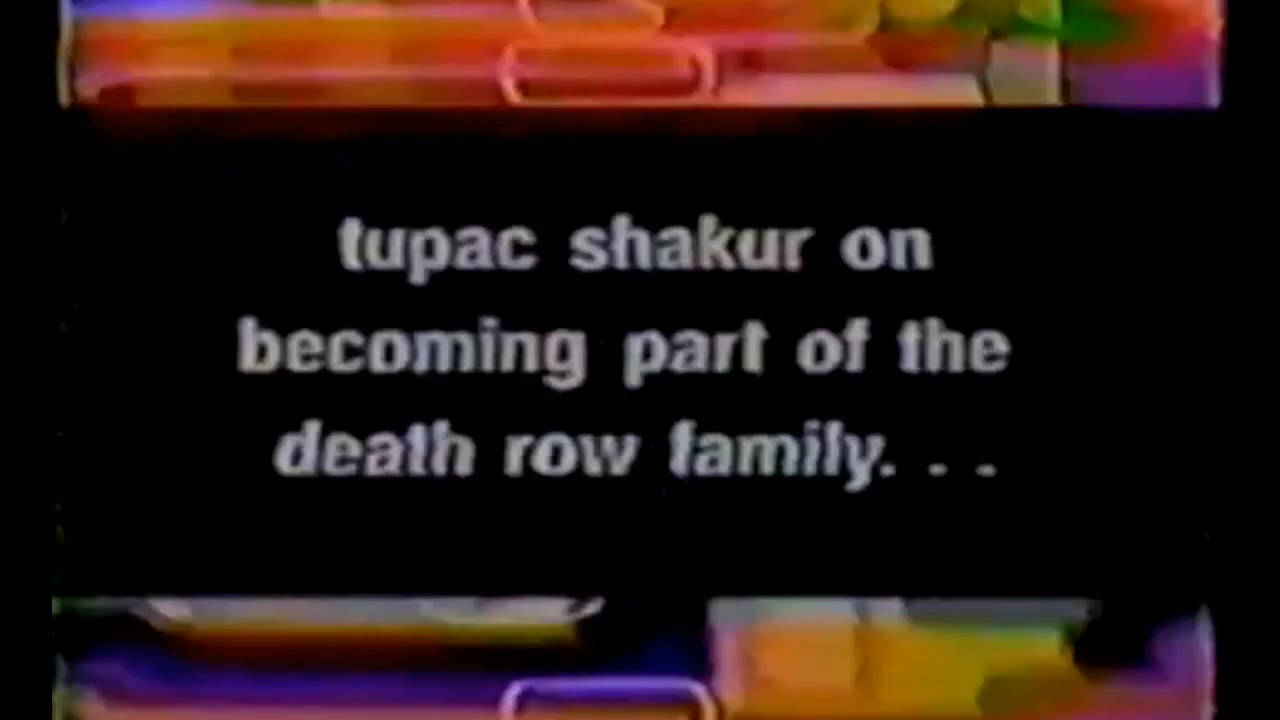 tupac shakur on
becoming part of the
death row family. . .